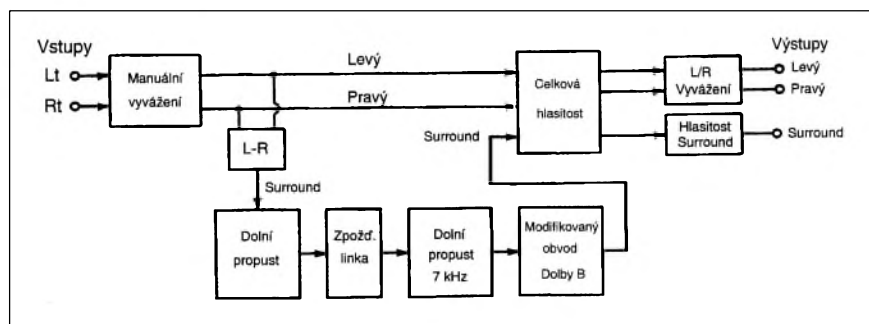 Vstupy
Lt
Rt
Manuální
vyvážení
Levý
Pravý
L-R
Surround
Dolní
propust
Zpožď.
linka
Dolní
propust
7 kHz
Modifikovaný
obvod
Dolby B
Surround
Celková
hlasitost
L/R
Vyvážení
Hlasitost
Surround
Výstupy
Levý
Pravý
Surround